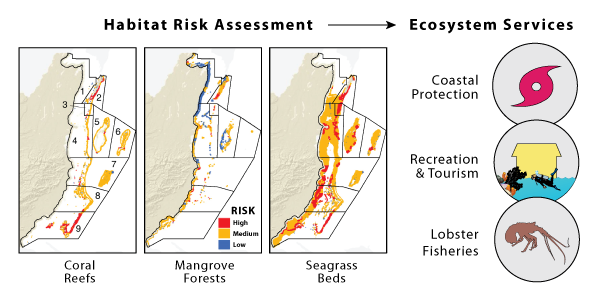 Habitat Risk Assessment
Ecosystem Services
1
2
3
4
5
6
7
8
9
RISK
High
Medium
Low
Coral
Reefs
Mangrove
Forests
Seagrass
Beds
Coastal
Protection
Recreation
& Tourism
Lobster
Fisheries